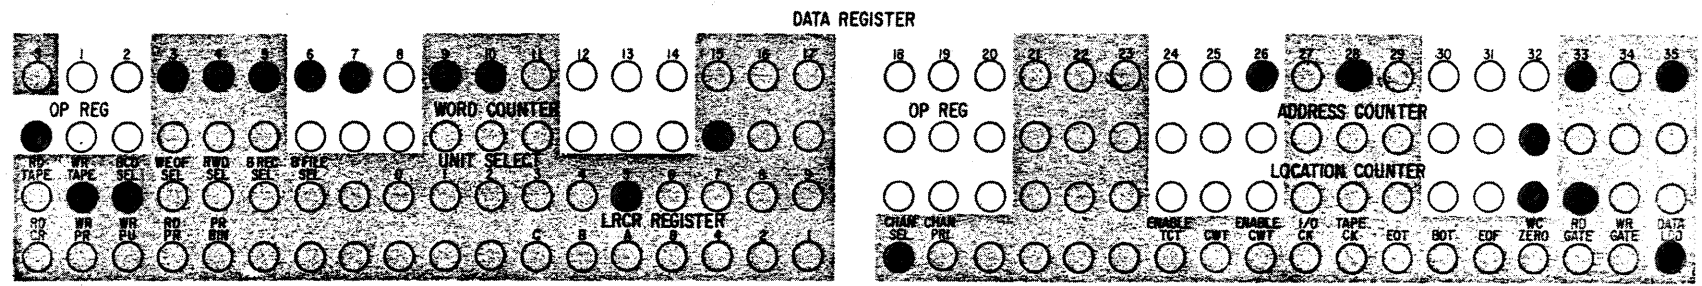 DATA REGISTER
S 1 2 3 4 5 6 7 8 9 10 11 12 13 14 15 16 17 18 19 20 21 22 23 24 25 26 27 28 29 30 31 32 33 34 35
OP REG WORD COUNTER OP REG ADDRESS COUNTER
UNIT SELECT LOCATION COUNTER
RD TAPE WR TAPE BCD SEL WEOF SEL RWD SEL B REC SEL B FILE SEL 0 1 2 3 4 5 6 7 8 9
LRCR REGISTER
RD CR WR PR WR PU RD PR PR BIN C B A 8 4 2 1 CHAN SEL CHAN PRI ENABLE TCT CWT ENABLE CWT I/O CK TAPE CK EOT BOT EOF WC ZERO RD GATE WR GATE DATA